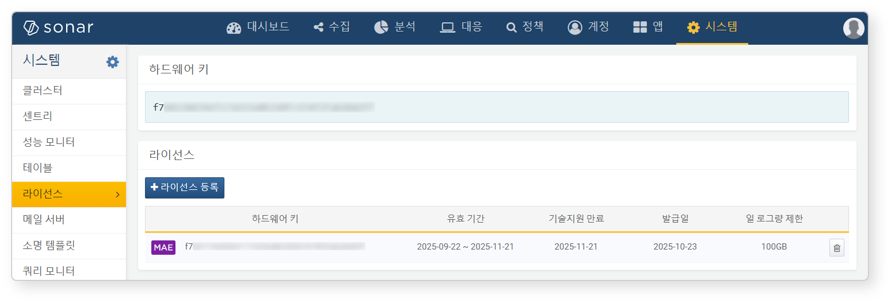 sonar
대시보드 수집 분석 대응 정책 계정 앱 시스템
시스템
클러스터
센트리
성능 모니터
테이블
라이선스
메일 서버
소명 템플릿
쿼리 모니터
하드웨어 키
f7
라이선스
+ 라이선스 등록
하드웨어 키 유효 기간 기술지원 만료 발급일 일 로그량 제한
MAE f7 2025-09-22 ~ 2025-11-21 2025-11-21 2025-10-23 100GB